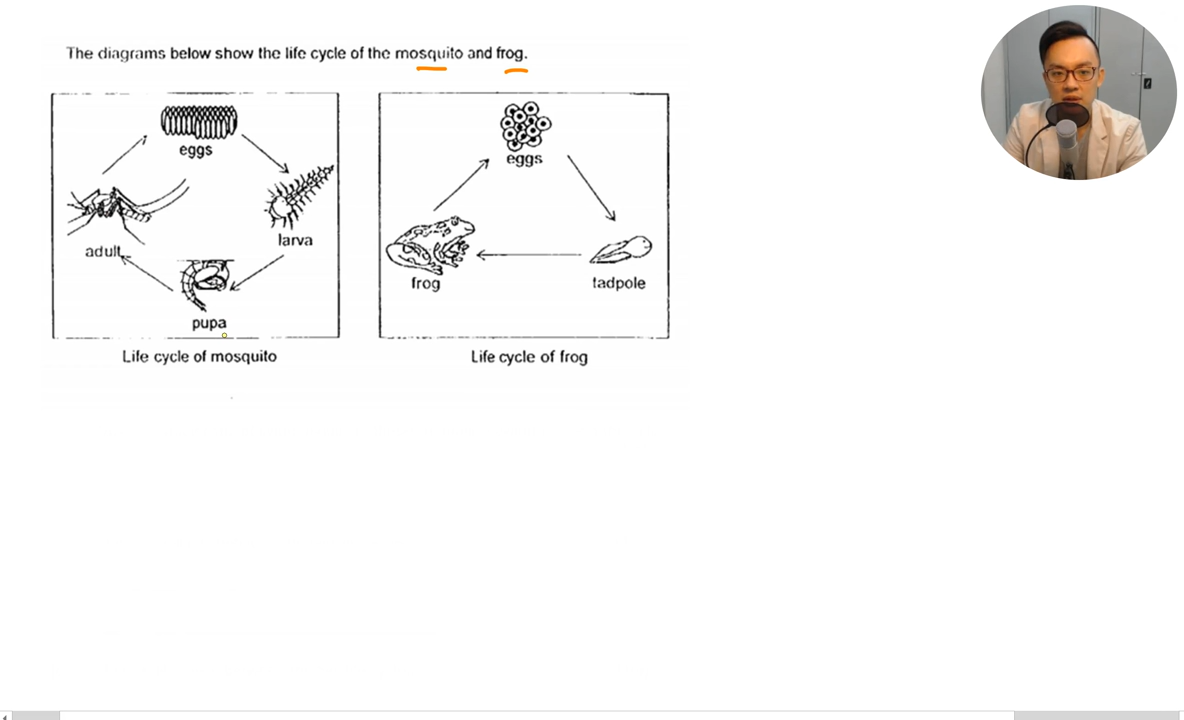 The diagrams below show the life cycle of the mosquito and frog.
eggs
larva
adult
pupa
Life cycle of mosquito
eggs
frog
tadpole
Life cycle of frog